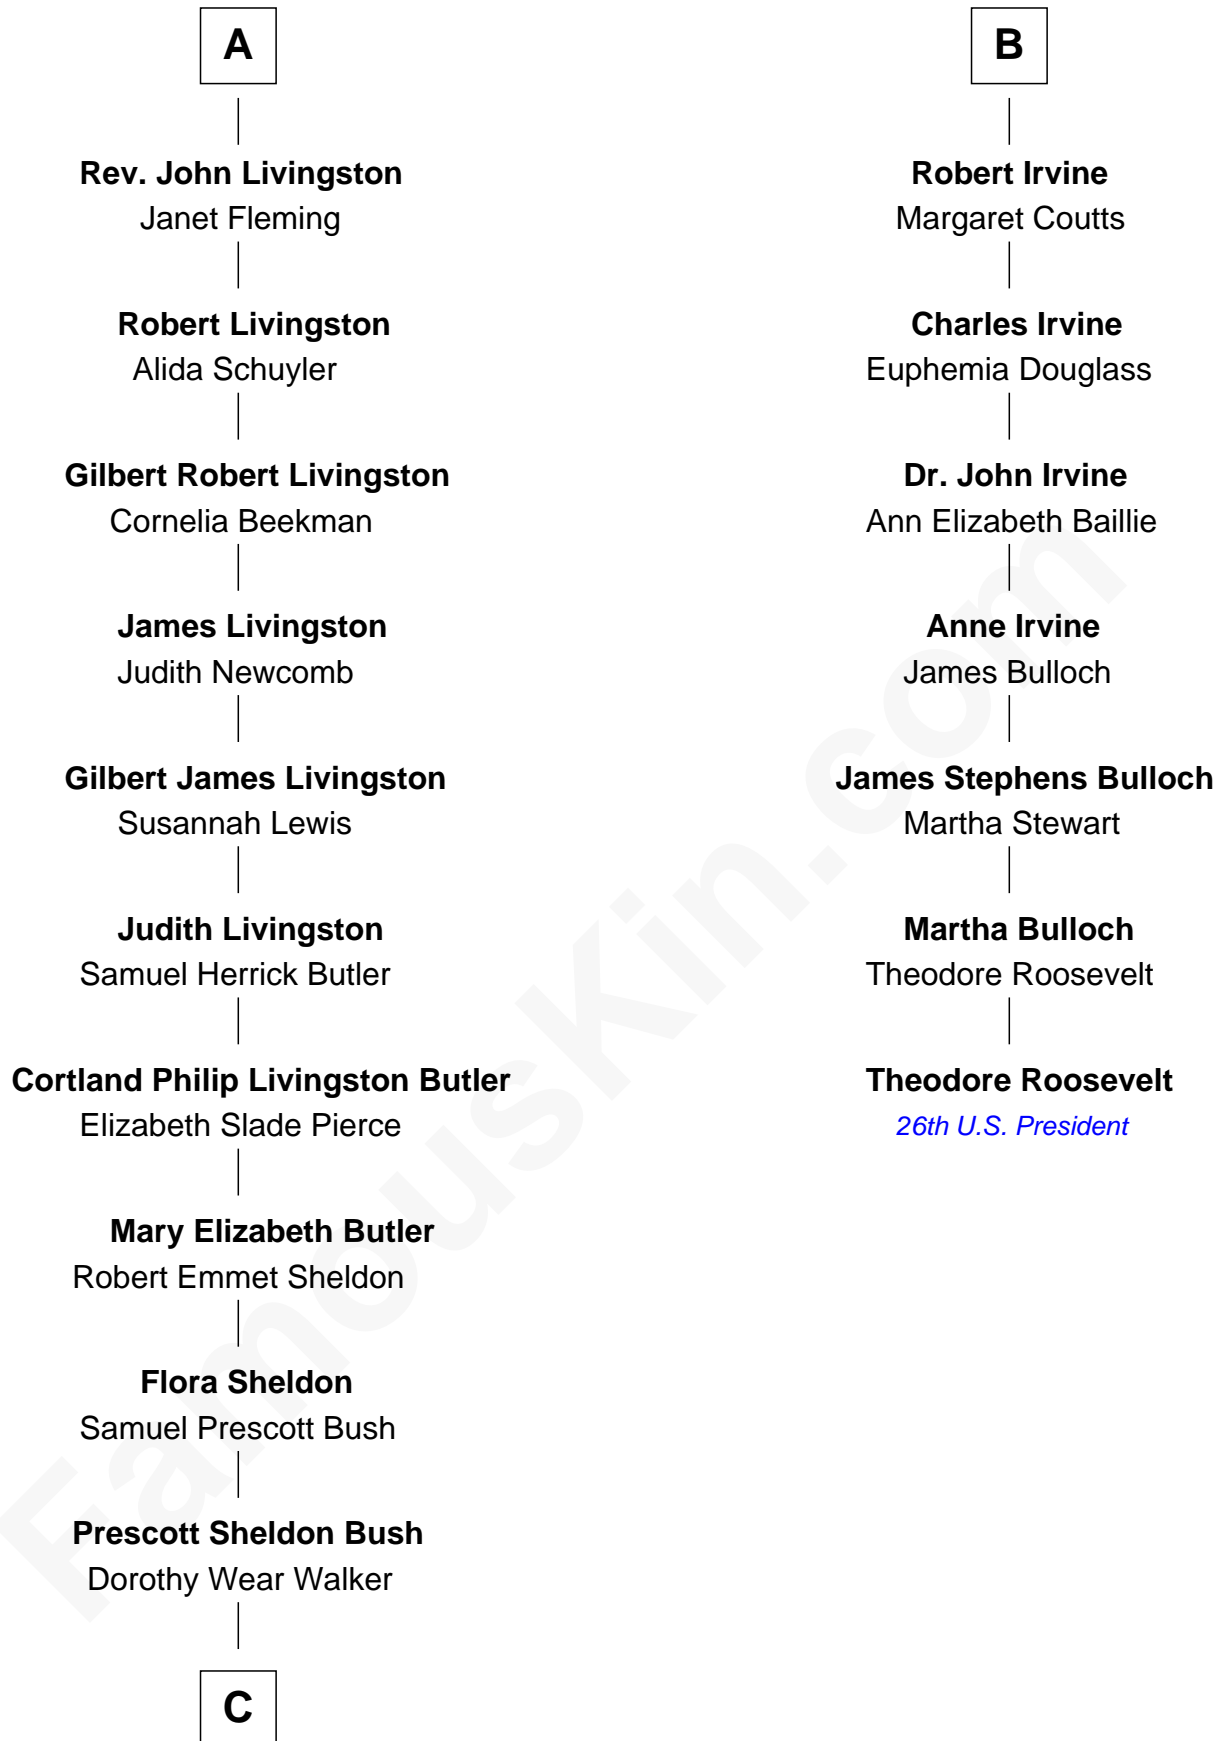 A
Rev. John Livingston
Janet Fleming
Robert Livingston
Alida Schuyler
Gilbert Robert Livingston
Cornelia Beekman
James Livingston
Judith Newcomb
Gilbert James Livingston
Susannah Lewis
Judith Livingston
Samuel Herrick Butler
Cortland Philip Livingston Butler
Elizabeth Slade Pierce
Mary Elizabeth Butler
Robert Emmet Sheldon
Flora Sheldon
Samuel Prescott Bush
Prescott Sheldon Bush
Dorothy Wear Walker
C
B
Robert Irvine
Margaret Coutts
Charles Irvine
Euphemia Douglass
Dr. John Irvine
Ann Elizabeth Baillie
Anne Irvine
James Bulloch
James Stephens Bulloch
Martha Stewart
Martha Bulloch
Theodore Roosevelt
Theodore Roosevelt
26th U.S. President
FamousKin.com